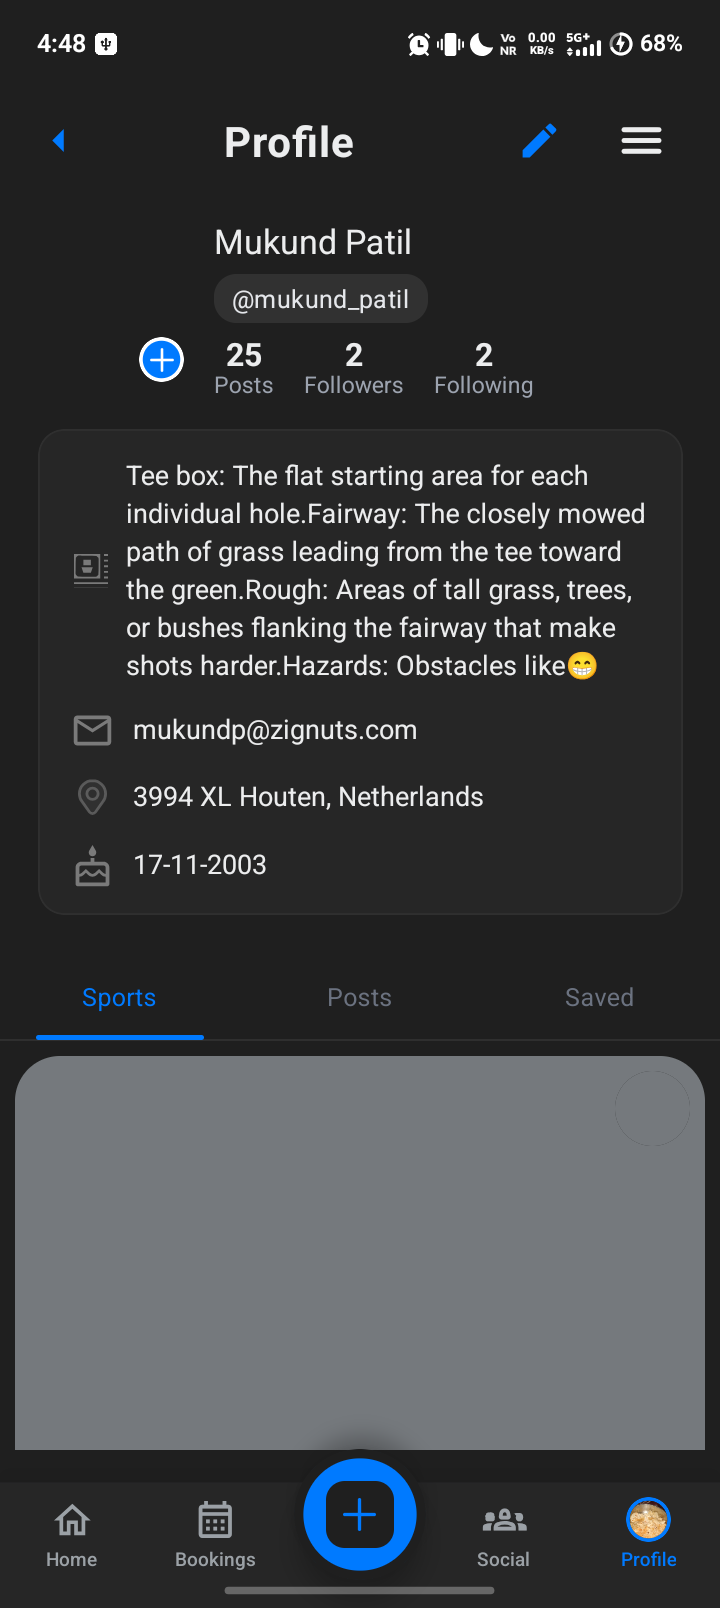 4:48
Vo
NR
0.00
KB/s
5G+
68%
Profile
Mukund Patil
@mukund_patil
25
Posts
2
Followers
2
Following
Tee box: The flat starting area for each
individual hole.Fairway: The closely mowed
path of grass leading from the tee toward
the green.Rough: Areas of tall grass, trees,
or bushes flanking the fairway that make
shots harder.Hazards: Obstacles like😁
mukundp@zignuts.com
3994 XL Houten, Netherlands
17-11-2003
Sports
Posts
Saved
Home
Bookings
Social
Profile